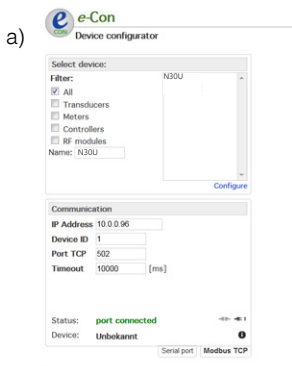 e-Con
e
CON
Device configurator
a)
Select device:
Filter:
N30U
All
Transducers
Meters
Controllers
RF modules
Name: N30U
Configure
Communication
IP Address 10.0.0.96
Device ID 1
Port TCP 502
Timeout 10000 [ms]
Status: port connected
Device: Unbekannt
Serial port Modbus TCP